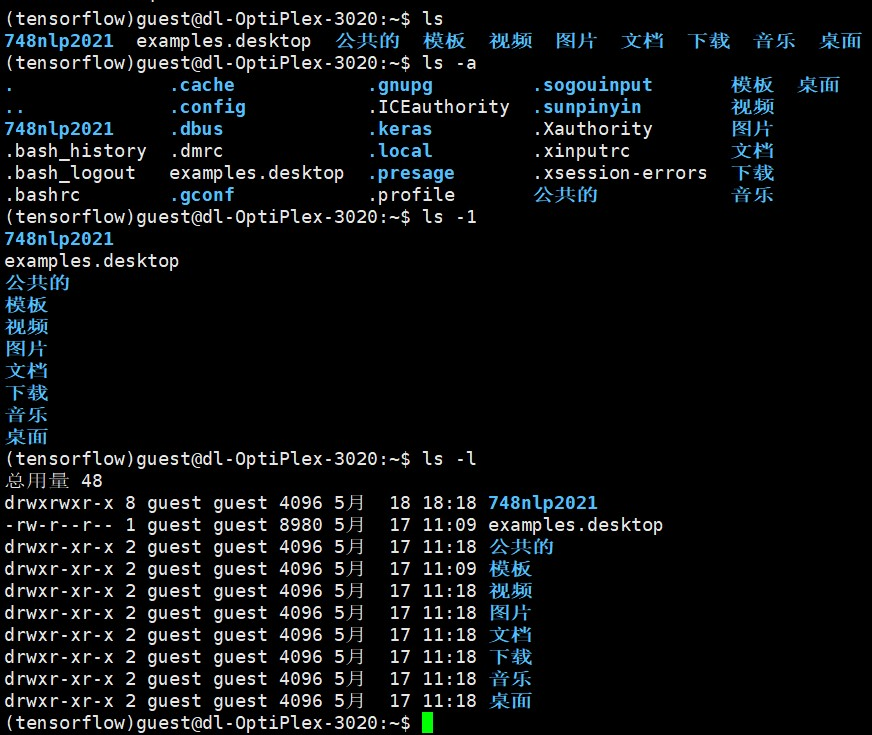 (tensorflow)guest@dl-OptiPlex-3020:~$ ls
748nlp2021  examples.desktop  公共的  模板  视频  图片  文档  下载  音乐  桌面
(tensorflow)guest@dl-OptiPlex-3020:~$ ls -a
.              .cache            .gnupg         .sogouinput       模板  桌面
..             .config           .ICEauthority  .sunpinyin        视频
748nlp2021     .dbus             .keras         .Xauthority       图片
.bash_history  .dmrc             .local         .xinputrc         文档
.bash_logout   examples.desktop  .presage       .xsession-errors  下载
.bashrc        .gconf            .profile       公共的            音乐
(tensorflow)guest@dl-OptiPlex-3020:~$ ls -1
748nlp2021
examples.desktop
公共的
模板
视频
图片
文档
下载
音乐
桌面
(tensorflow)guest@dl-OptiPlex-3020:~$ ls -l
总用量 48
drwxrwxr-x 8 guest guest 4096 5月  18 18:18 748nlp2021
-rw-r--r-- 1 guest guest 8980 5月  17 11:09 examples.desktop
drwxr-xr-x 2 guest guest 4096 5月  17 11:18 公共的
drwxr-xr-x 2 guest guest 4096 5月  17 11:09 模板
drwxr-xr-x 2 guest guest 4096 5月  17 11:18 视频
drwxr-xr-x 2 guest guest 4096 5月  17 11:18 图片
drwxr-xr-x 2 guest guest 4096 5月  17 11:18 文档
drwxr-xr-x 2 guest guest 4096 5月  17 11:18 下载
drwxr-xr-x 2 guest guest 4096 5月  17 11:18 音乐
drwxr-xr-x 2 guest guest 4096 5月  17 11:18 桌面
(tensorflow)guest@dl-OptiPlex-3020:~$